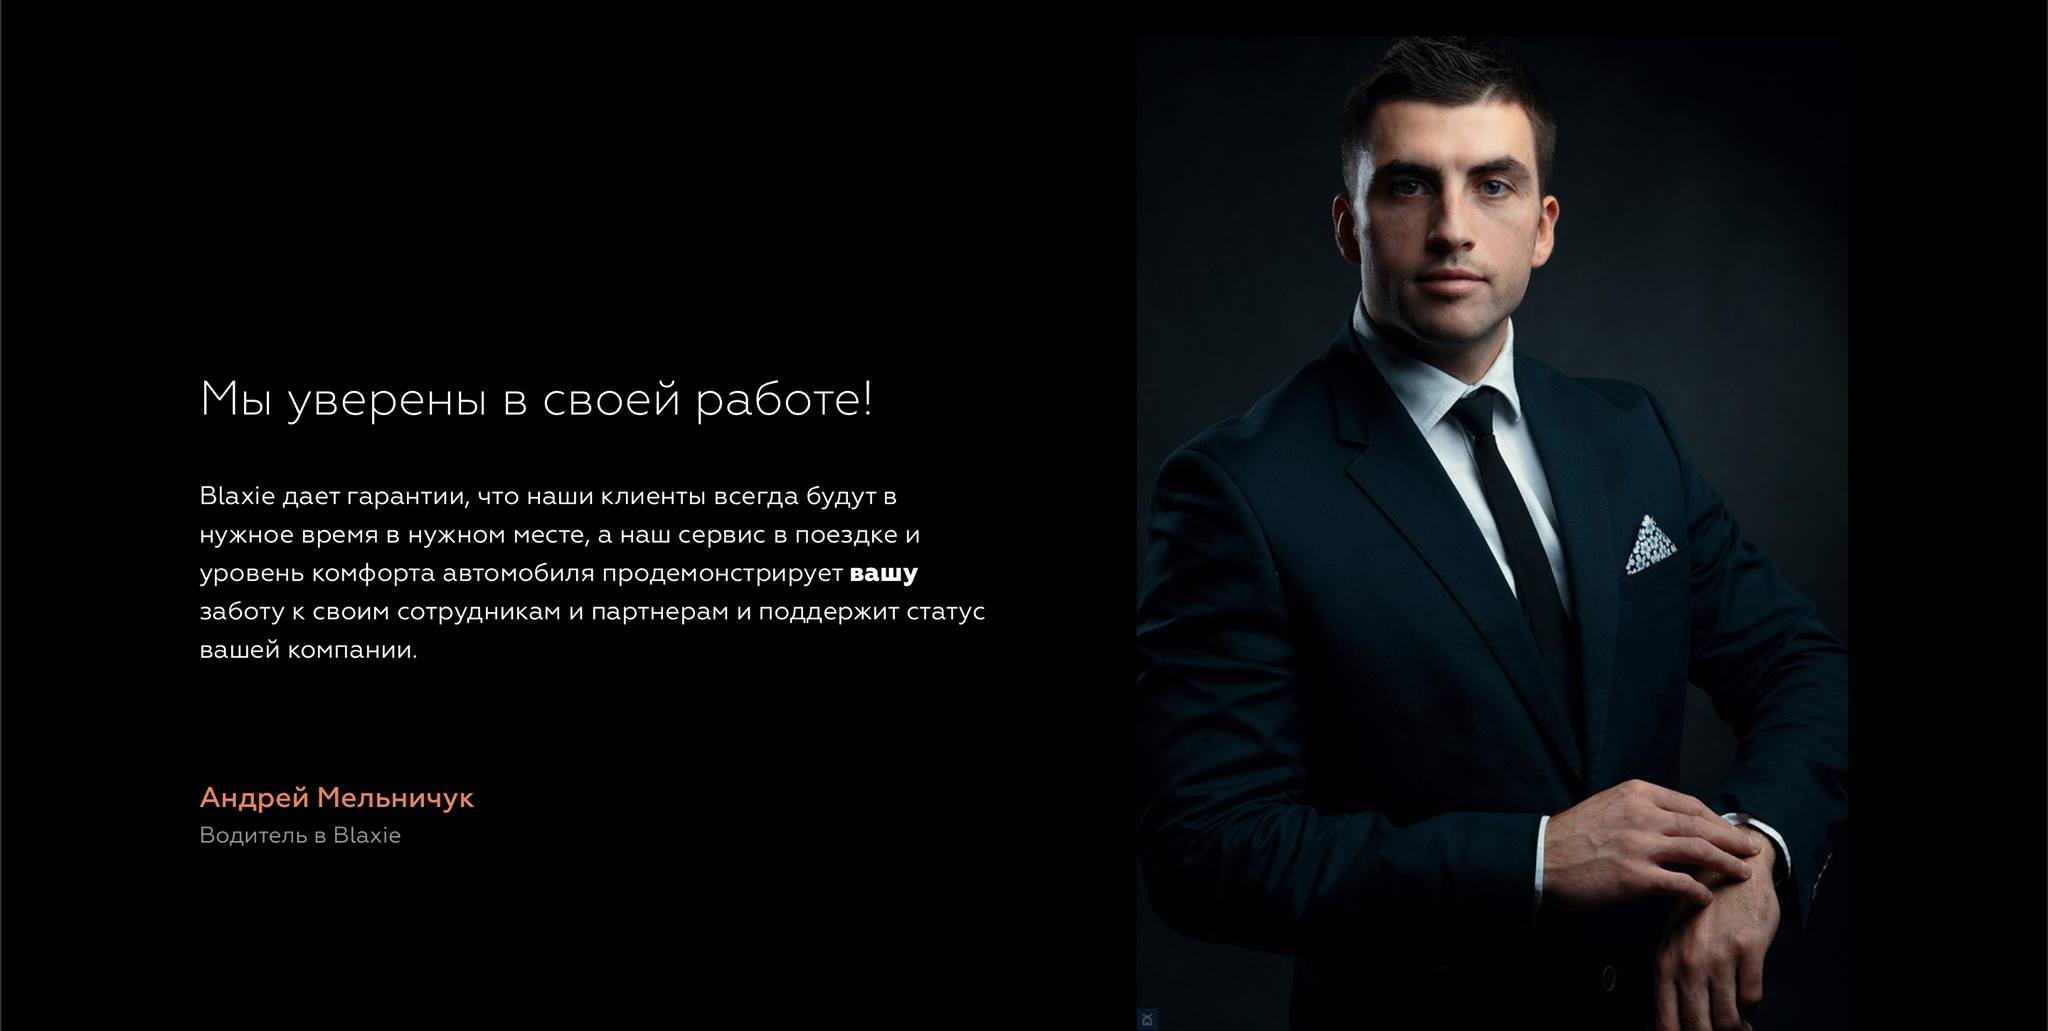 Мы уверены в своей работе!
Blaxie дает гарантии, что наши клиенты всегда будут в
нужное время в нужном месте, а наш сервис в поездке и
уровень комфорта автомобиля продемонстрирует вашу
заботу к своим сотрудникам и партнерам и поддержит статус
вашей компании.
Андрей Мельничук
Водитель в Blaxie